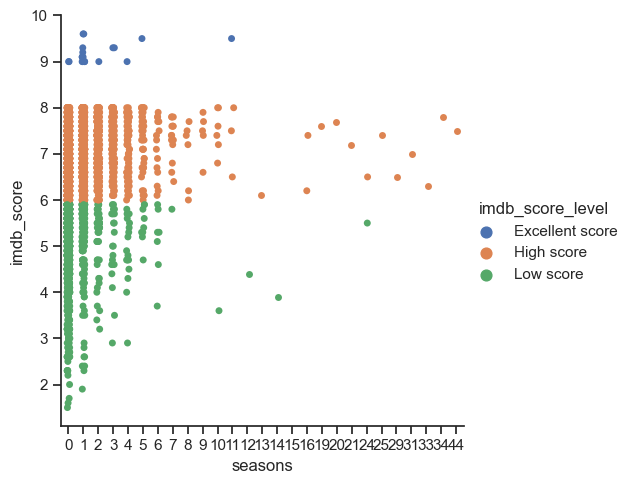 10
9
8
7
6
5
4
3
2
imdb_score
0 1 2 3 4 5 6 7 8 9 10 11 12 13 14 15 16 19 20 21 24 25 29 31 33 34 44
seasons
imdb_score_level
Excellent score
High score
Low score